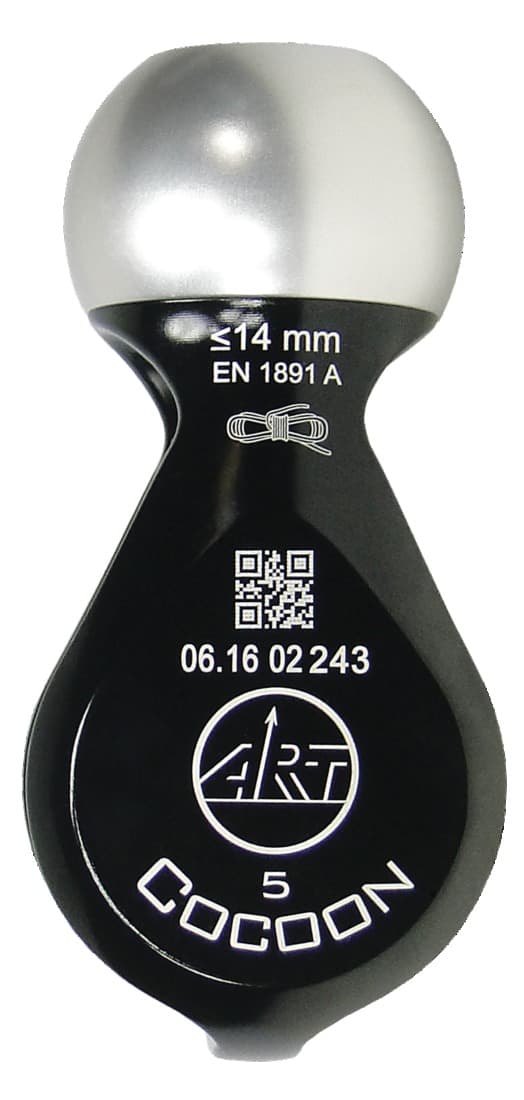 ≤14 mm
EN 1891 A
06.16 02 243
ART
5
COCOON